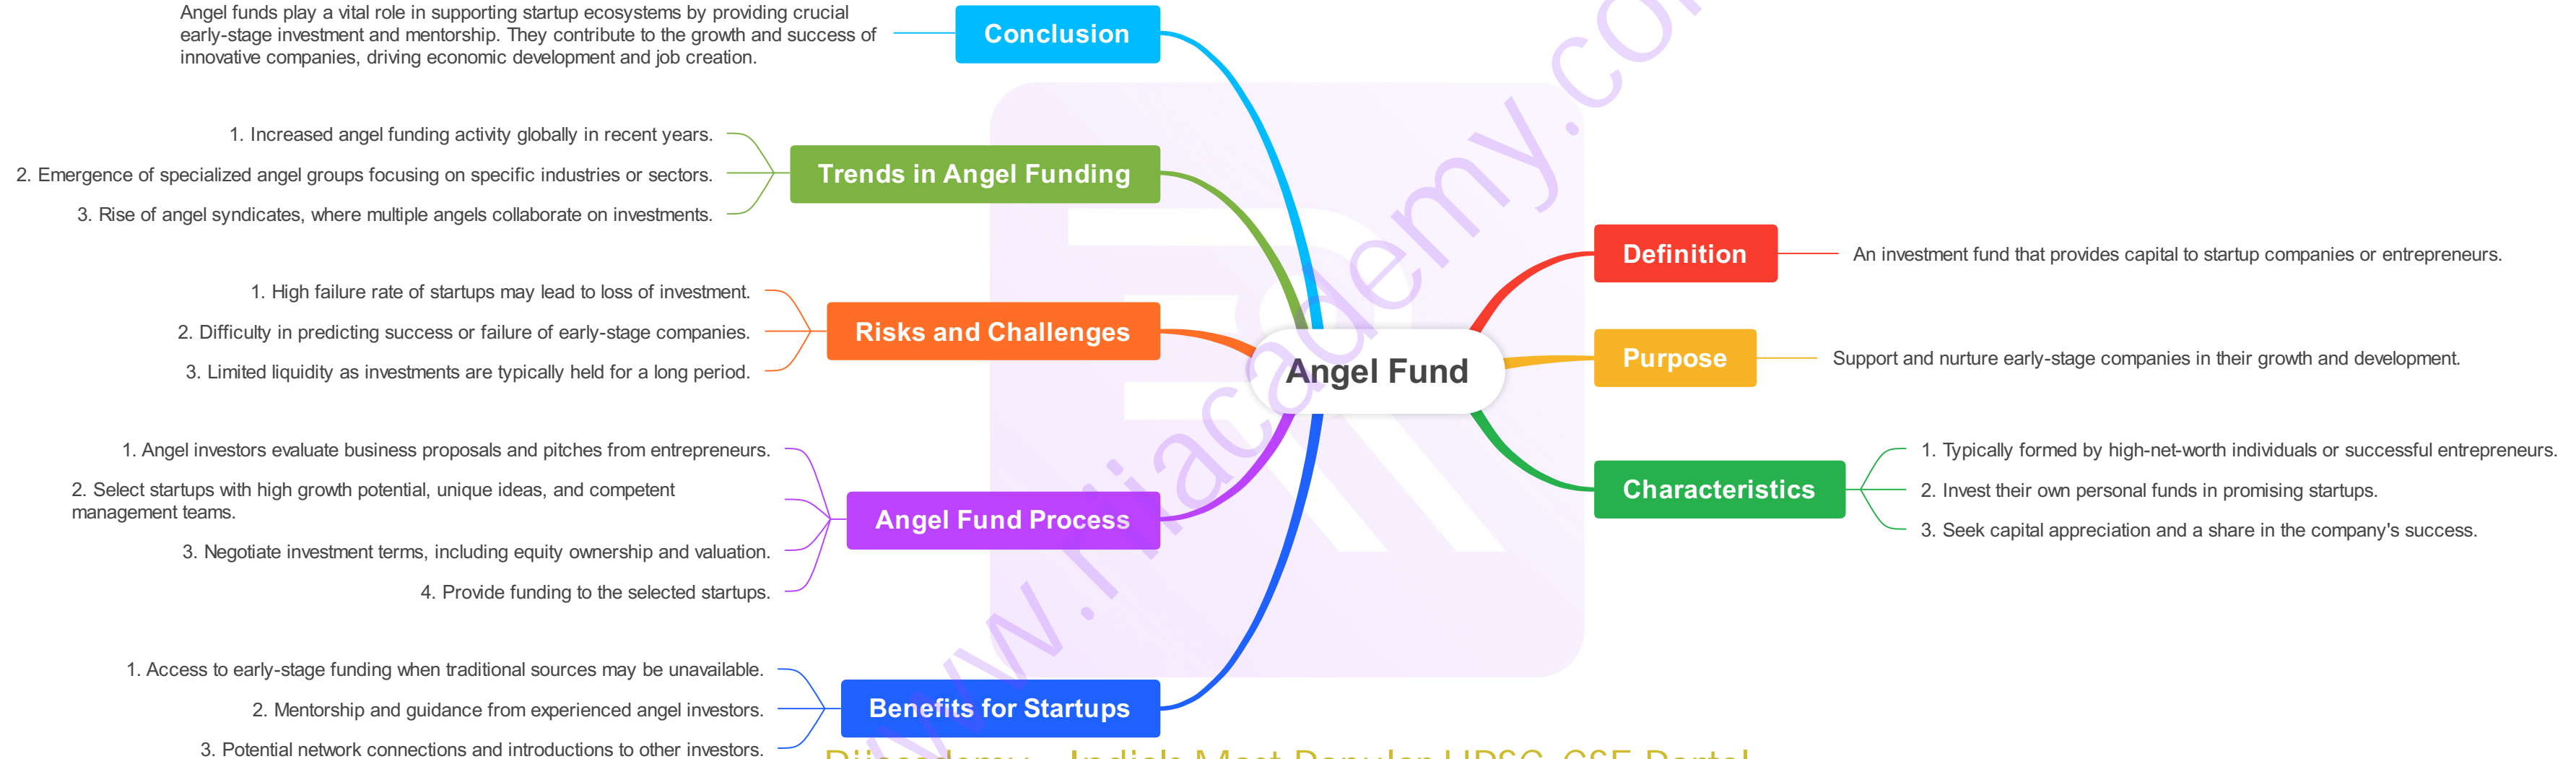 Angel Fund
Definition
An investment fund that provides capital to startup companies or entrepreneurs.
Purpose
Support and nurture early-stage companies in their growth and development.
Characteristics
1. Typically formed by high-net-worth individuals or successful entrepreneurs.
2. Invest their own personal funds in promising startups.
3. Seek capital appreciation and a share in the company's success.
Benefits for Startups
1. Access to early-stage funding when traditional sources may be unavailable.
2. Mentorship and guidance from experienced angel investors.
3. Potential network connections and introductions to other investors.
Angel Fund Process
1. Angel investors evaluate business proposals and pitches from entrepreneurs.
2. Select startups with high growth potential, unique ideas, and competent
management teams.
3. Negotiate investment terms, including equity ownership and valuation.
4. Provide funding to the selected startups.
Risks and Challenges
1. High failure rate of startups may lead to loss of investment.
2. Difficulty in predicting success or failure of early-stage companies.
3. Limited liquidity as investments are typically held for a long period.
Trends in Angel Funding
1. Increased angel funding activity globally in recent years.
2. Emergence of specialized angel groups focusing on specific industries or sectors.
3. Rise of angel syndicates, where multiple angels collaborate on investments.
Conclusion
Angel funds play a vital role in supporting startup ecosystems by providing crucial
early-stage investment and mentorship. They contribute to the growth and success of
innovative companies, driving economic development and job creation.